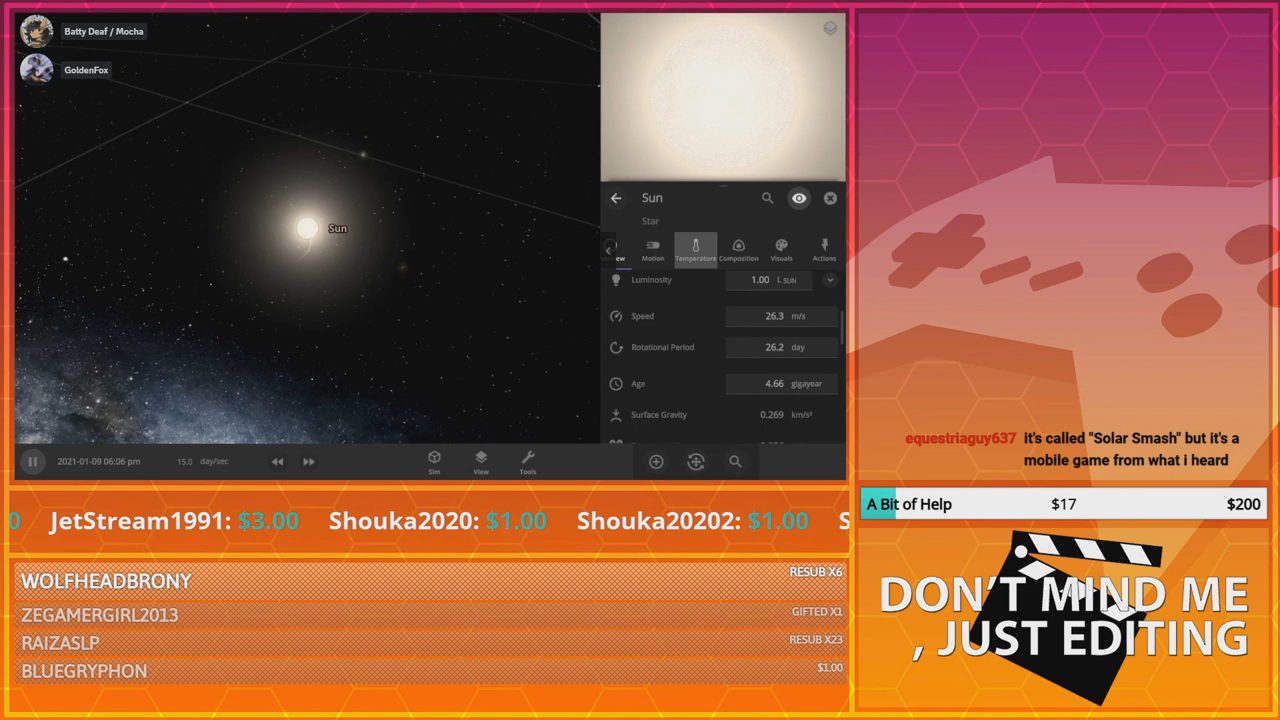 Batty Deaf / Mocha
GoldenFox
Sun
Sun
Star
ew
Motion
Temperature
Composition
Visuals
Actions
Luminosity 1.00 L SUN
Speed 26.3 m/s
Rotational Period 26.2 day
Age 4.66 gigayear
Surface Gravity 0.269 km/s²
2021-01-09 06:06 pm 15.0 day/sec
Sim
View
Tools
equestriaguy637 it's called "Solar Smash" but it's a
mobile game from what i heard
A Bit of Help $17 $200
0 JetStream1991: $3.00 Shouka2020: $1.00 Shouka20202: $1.00 S
WOLFHEADBRONY RESUB X6
ZEGAMERGIRL2013 GIFTED X1
RAIZASLP RESUB X23
BLUEGRYPHON $1.00
DON'T MIND ME
, JUST EDITING